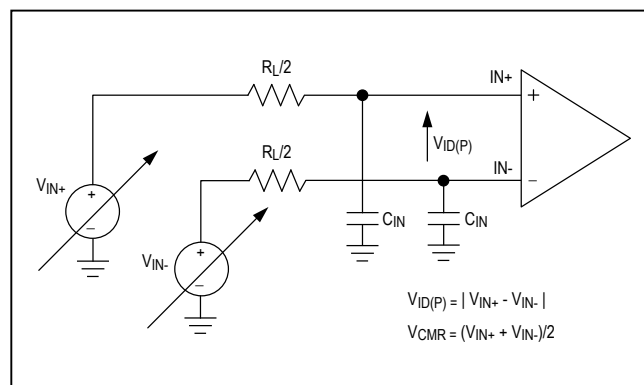 R_L/2
IN+
+
R_L/2
V_ID(P)
IN-
−
V_IN+
+
−
C_IN
C_IN
V_IN-
+
−
V_ID(P) = | V_IN+ - V_IN- |
V_CMR = (V_IN+ + V_IN-)/2